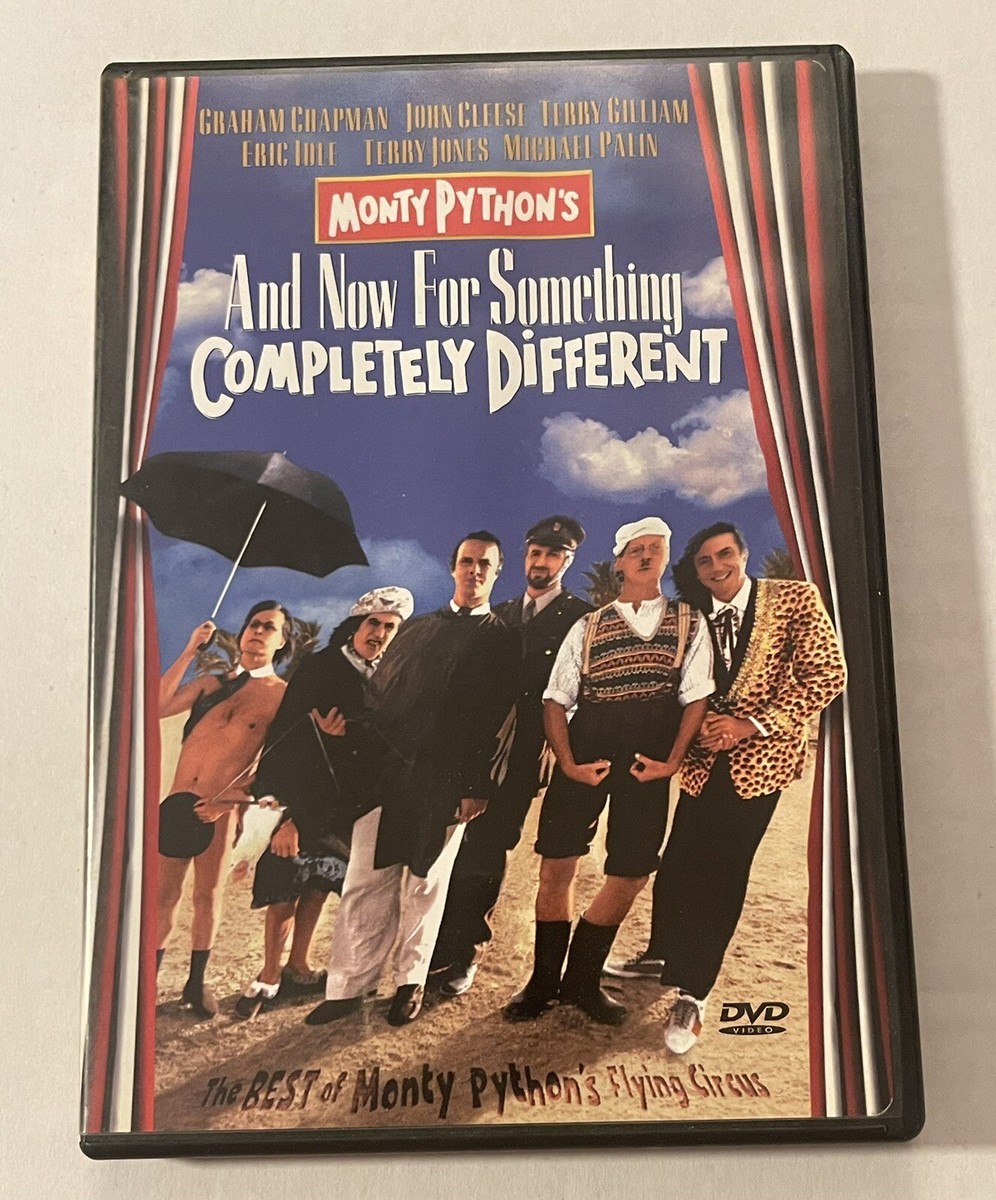 GRAHAM CHAPMAN JOHN CLEESE TERRY GILLIAM
ERIC IDLE TERRY JONES MICHAEL PALIN
MONTY PYTHON'S
And Now For Something
COMPLETELY DIFFERENT
DVD
VIDEO
The BEST of Monty Python's Flying Circus